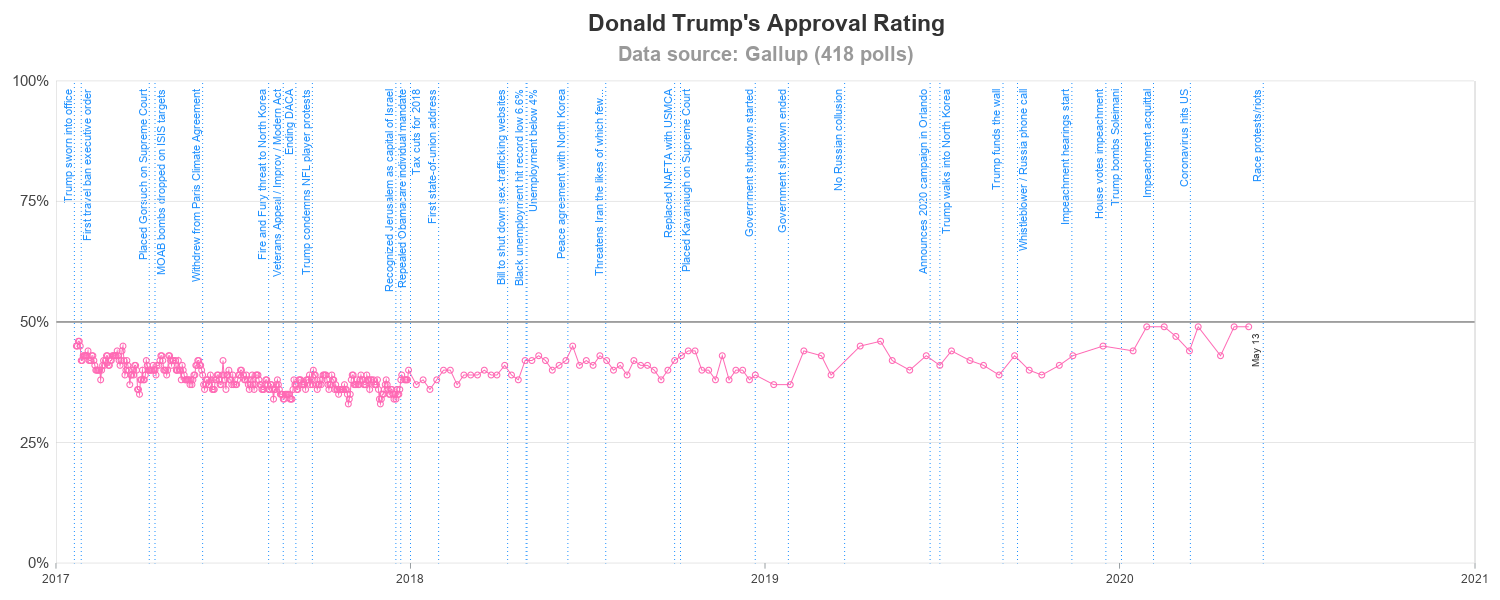 Donald Trump's Approval Rating
Data source: Gallup (418 polls)
100%
75%
50%
25%
0%
Trump sworn into office
First travel ban executive order
Placed Gorsuch on Supreme Court
MOAB bombs dropped on ISIS targets
Withdrew from Paris Climate Agreement
Fire and Fury threat to North Korea
Veterans Appeal / Improv / Modern Act
Ending DACA
Trump condemns NFL player protests
Recognized Jerusalem as capital of Israel
Repealed Obamacare individual mandate
Tax cuts for 2018
First state-of-union address
Bill to shut down sex-trafficking websites
Black unemployment hit record low 6.6%
Unemployment below 4%
Peace agreement with North Korea
Threatens Iran the likes of which few...
Replaced NAFTA with USMCA
Placed Kavanaugh on Supreme Court
Government shutdown started
Government shutdown ended
No Russian collusion
Announces 2020 campaign in Orlando
Trump walks into North Korea
Trump funds the wall
Whistleblower / Russia phone call
Impeachment hearings start
House votes impeachment
Trump bombs Soleimani
Impeachment acquittal
Coronavirus hits US
Race protests/riots
May 13
2017
2018
2019
2020
2021